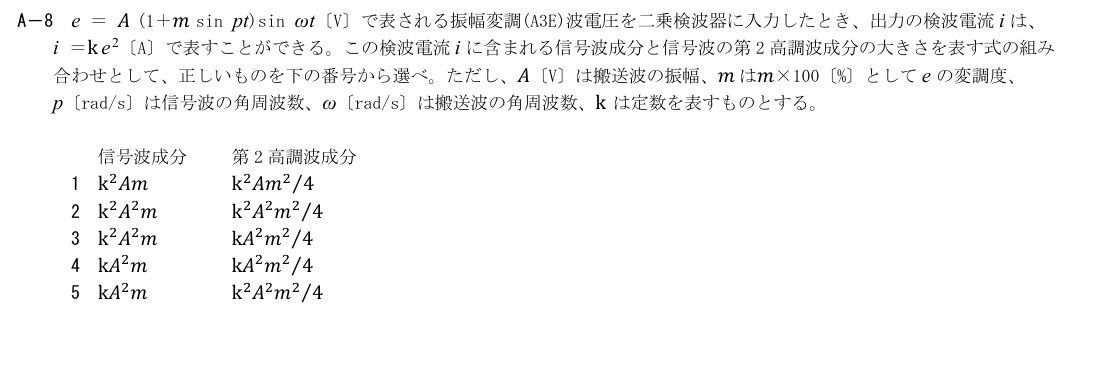 A－8 e = A (1＋m sin pt) sin ωt〔V〕で表される振幅変調(A3E)波電圧を二乗検波器に入力したとき、出力の検波電流 i は、
i ＝ke²〔A〕で表すことができる。この検波電流 i に含まれる信号波成分と信号波の第２高調波成分の大きさを表す式の組み
合わせとして、正しいものを下の番号から選べ。ただし、A〔V〕は搬送波の振幅、m はm×100〔%〕として e の変調度、
p〔rad/s〕は信号波の角周波数、ω〔rad/s〕は搬送波の角周波数、k は定数を表すものとする。
信号波成分 第２高調波成分
1 k²Am k²Am²/4
2 k²A²m k²A²m²/4
3 k²A²m kA²m²/4
4 kA²m kA²m²/4
5 kA²m k²A²m²/4